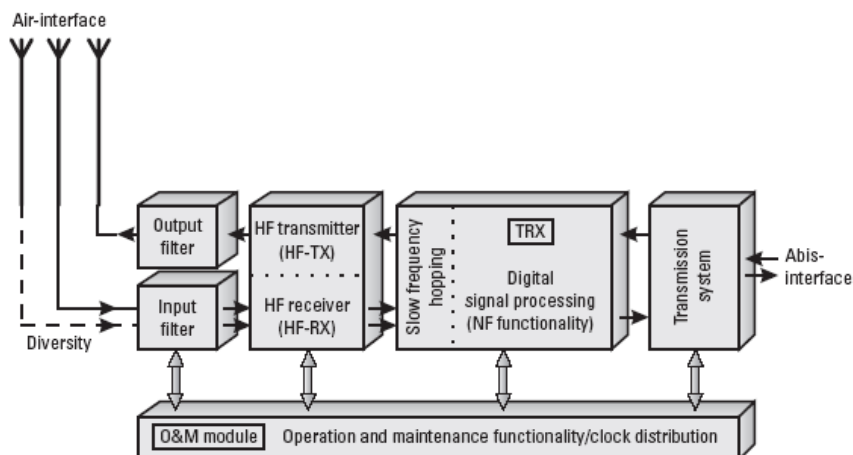 Air-interface
Output
filter
HF transmitter
(HF-TX)
Slow frequency
hopping
TRX
Digital
signal processing
(NF functionality)
Transmission
system
Abis-
interface
Input
filter
HF receiver
(HF-RX)
Diversity
O&M module
Operation and maintenance functionality/clock distribution